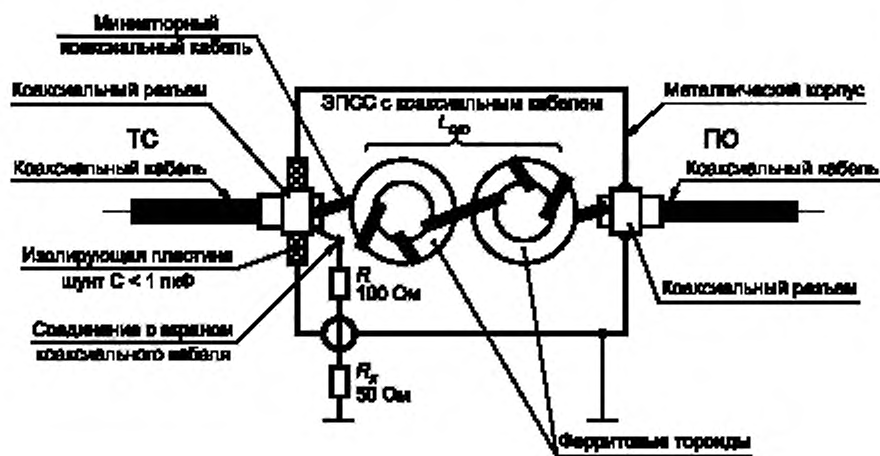 Миниатюрный
коаксиальный кабель
Коаксиальный разъем
ЭПСС с коаксиальным кабелем
Металлический корпус
ТС
ПО
Коаксиальный кабель
Коаксиальный кабель
Изолирующая пластина
шунт С < 1 пкФ
R
100 Ом
Коаксиальный разъем
Соединение с экраном
коаксиального кабеля
50 Ом
Ферритовые тороиды